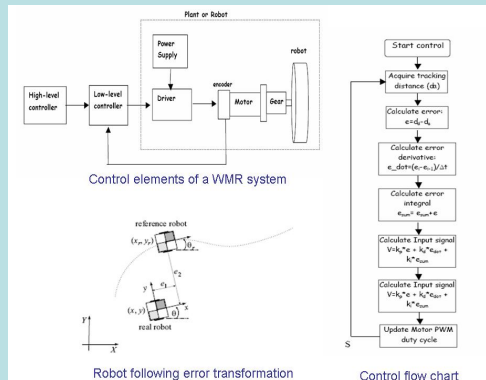 Plant or Robot
Power
Supply
robot
encoder
High-level
controller
Low-level
controller
Driver
Motor
Gear
Control elements of a WMR system
reference robot
(xr, yr)
θr
e2
e1
y
x
(x, y)
θ
real robot
Y
X
Robot following error transformation
Start control
Acquire tracking
distance (ds)
Calculate error:
Calculate error
derivative:
e_dot=(ei-ei-1)/Δt
Calculate error
integral
esum= esum+e
Calculate Input signal
V=kp*e + kd*edot +
ki*esum
Calculate Input signal
V=kp*e + kd*edot +
ki*esum
Update Motor PWM
duty cycle
S
Control flow chart